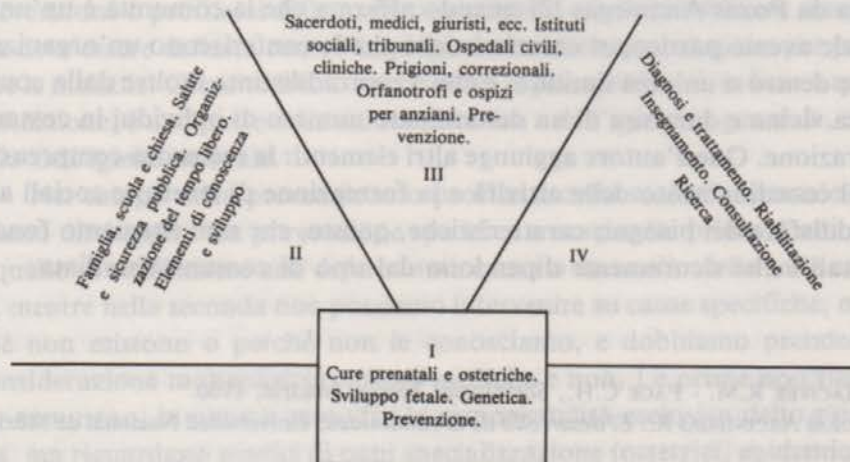 Sacerdoti, medici, giuristi, ecc. Istituti
sociali, tribunali. Ospedali civili,
cliniche. Prigioni, correzionali.
Orfanotrofi e ospizi
per anziani. Pre-
venzione.
III
Famiglia, scuola e chiesa. Salute
e sicurezza Pubblica. Organiz-
zazione del tempo libero.
Elementi di conoscenza
e sviluppo.
II
IV
Diagnosi e Trattamento. Riabilitazione
Insegnamento. Consultazione.
Ricerca
I
Cure prenatali e ostetriche.
Sviluppo fetale. Genetica.
Prevenzione.